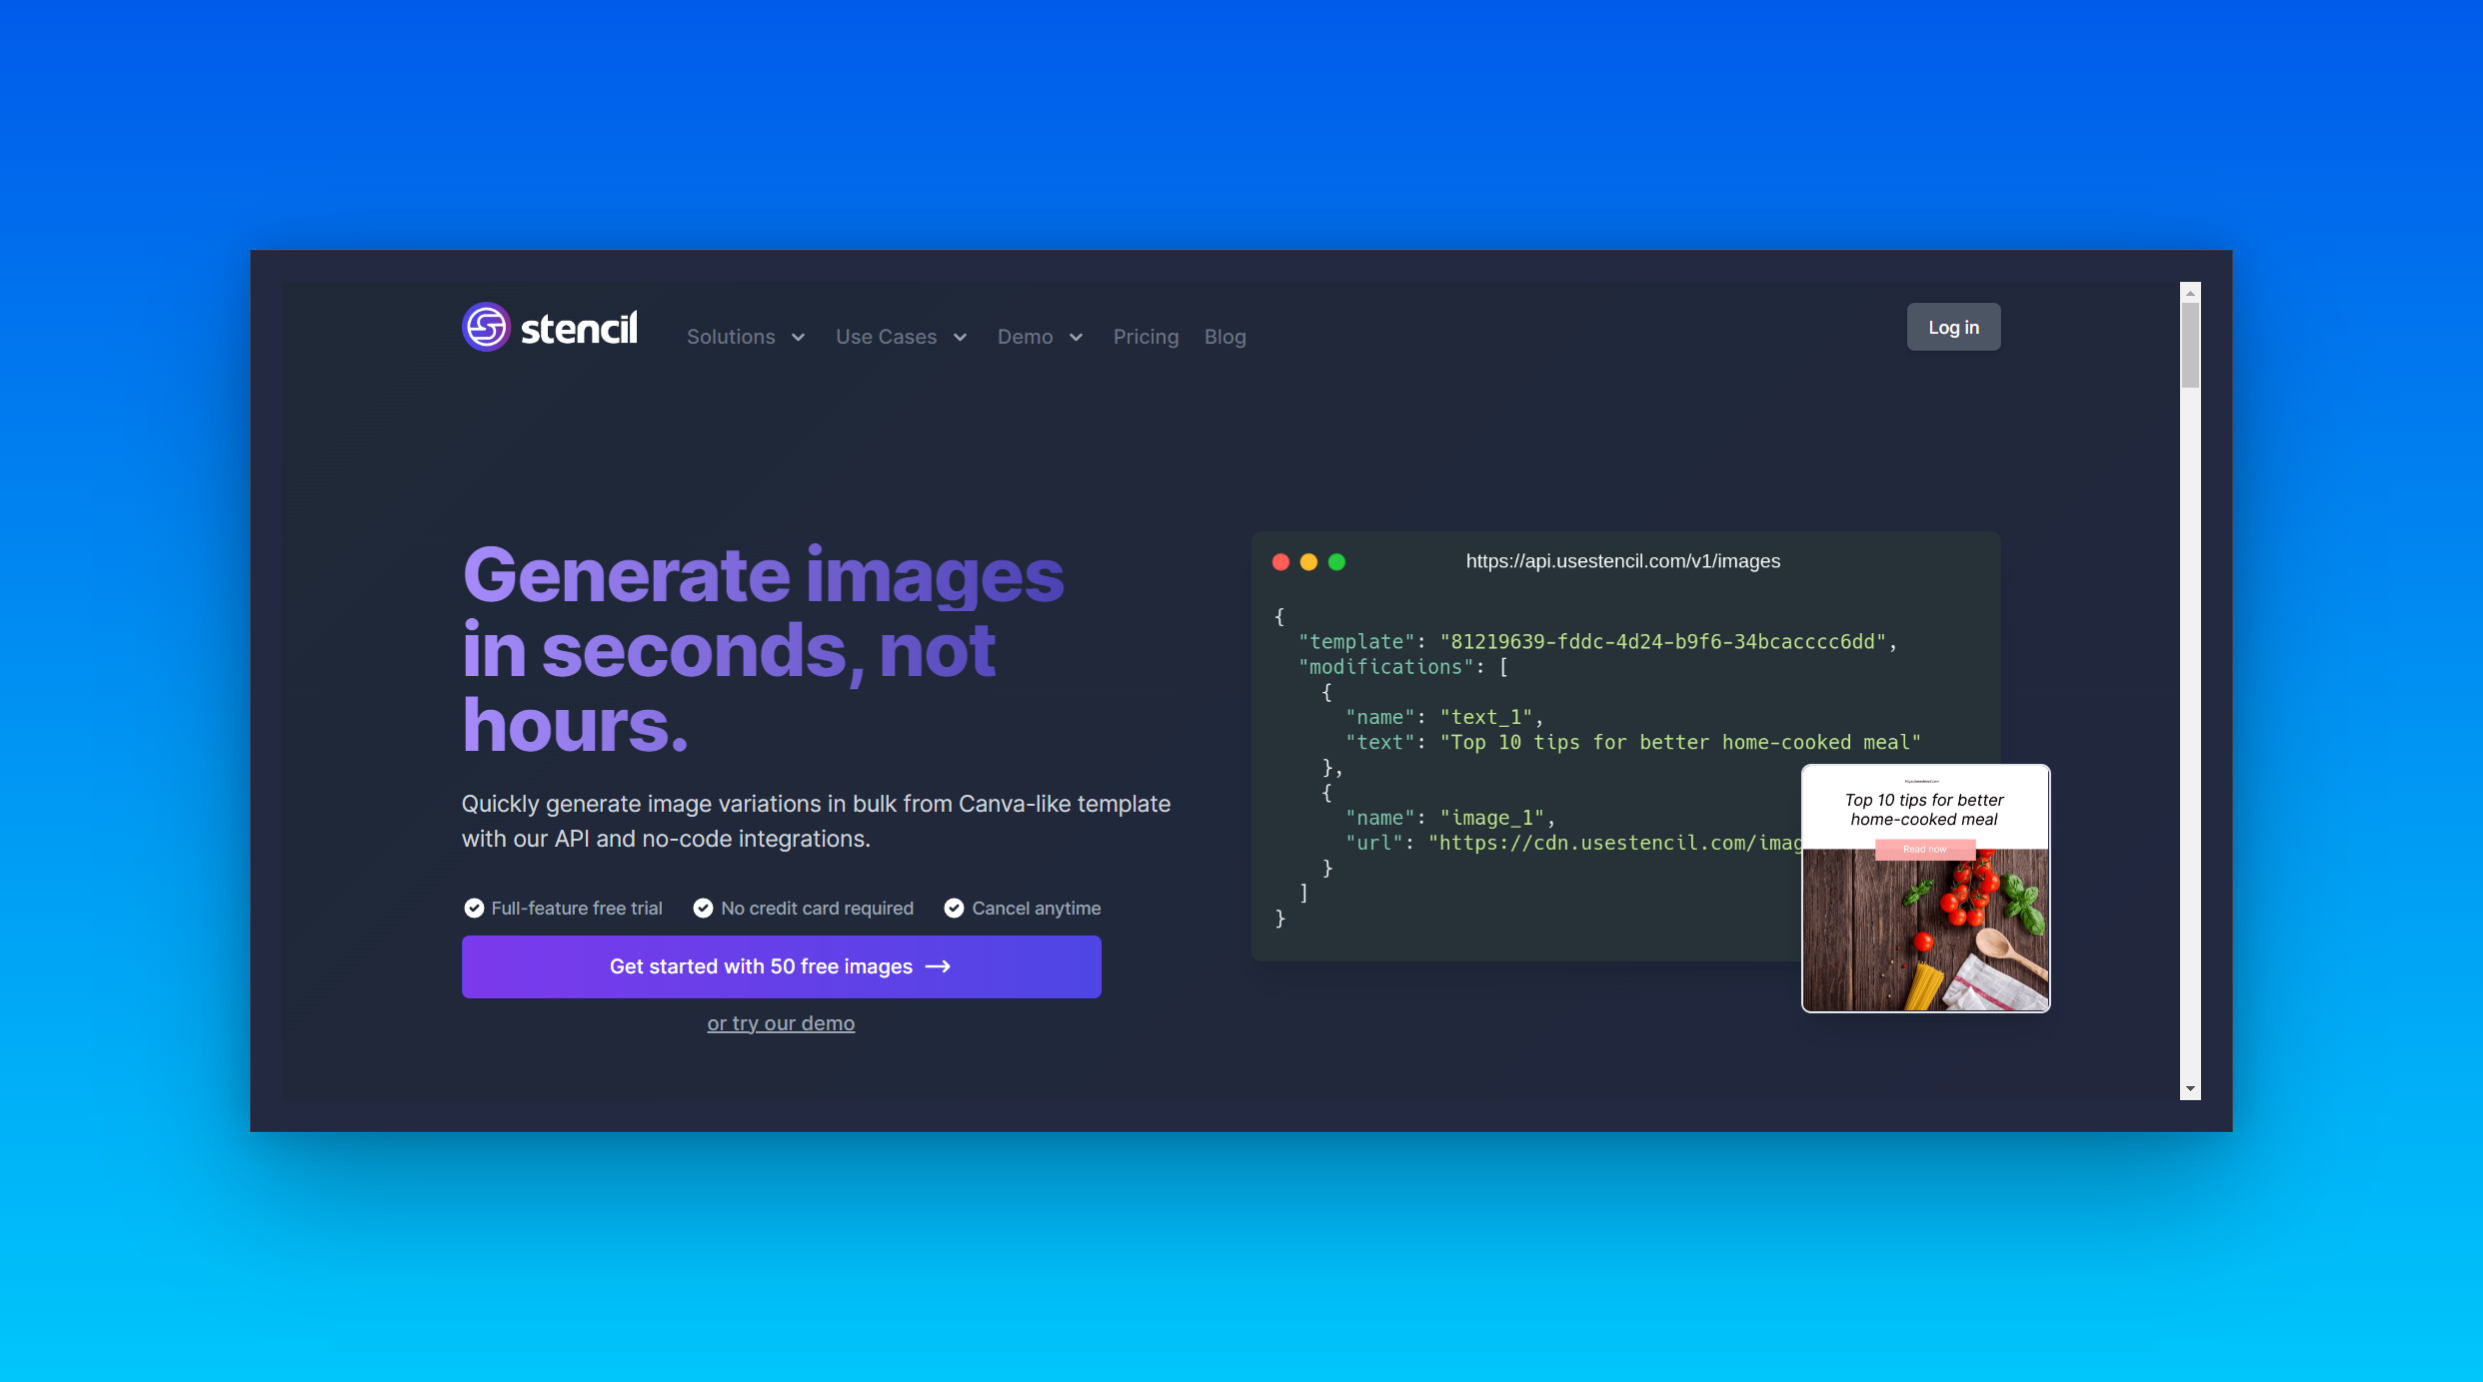 stencil
Solutions
Use Cases
Demo
Pricing
Blog
Log in
Generate images
in seconds, not
hours.
Quickly generate image variations in bulk from Canva-like template
with our API and no-code integrations.
Full-feature free trial
No credit card required
Cancel anytime
Get started with 50 free images
or try our demo
https://api.usestencil.com/v1/images
{
"template": "81219639-fddc-4d24-b9f6-34bcacccc6dd",
"modifications": [
{
"name": "text_1",
"text": "Top 10 tips for better home-cooked meal"
},
{
"name": "image_1",
"url": "https://cdn.usestencil.com/imag
}
]
}
Top 10 tips for better
home-cooked meal
Read now